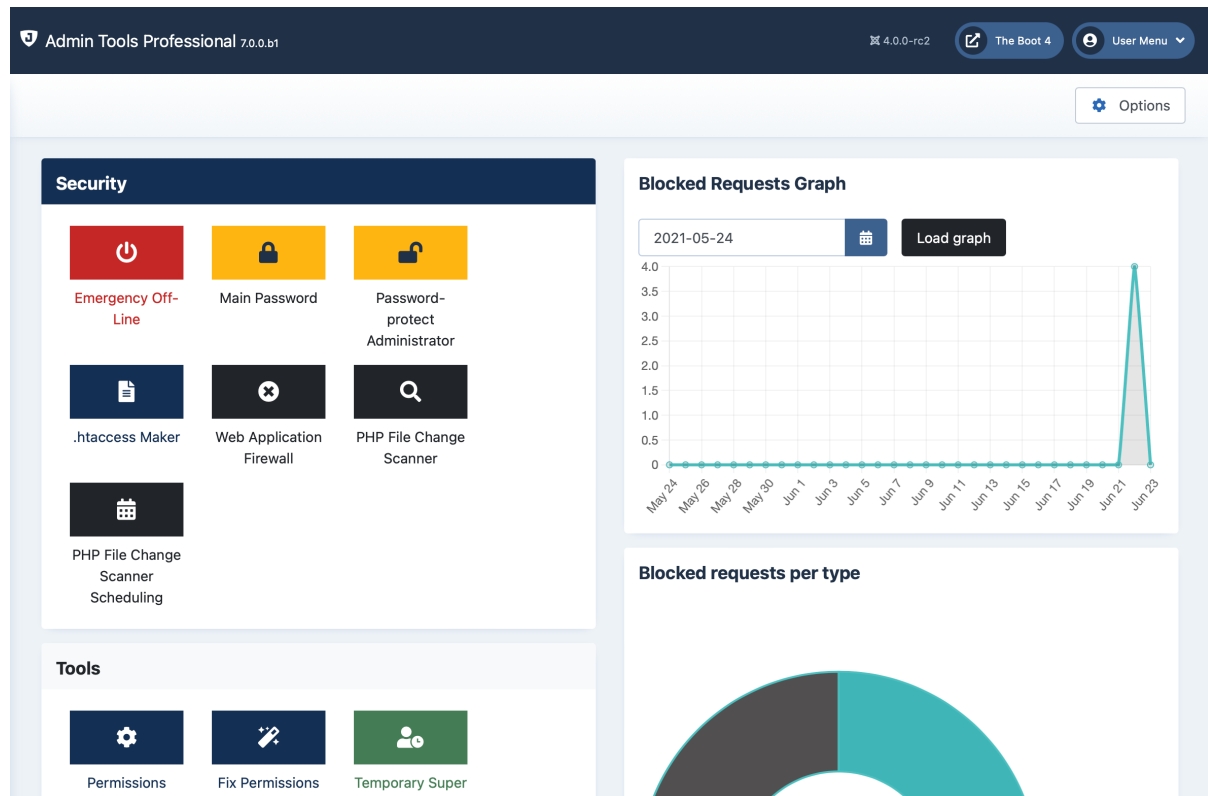 Admin Tools Professional 7.0.0.b1
4.0.0-rc2
The Boot 4
User Menu
Options
Security
Emergency Off-
Line
Main Password
Password-
protect
Administrator
.htaccess Maker
Web Application
Firewall
PHP File Change
Scanner
PHP File Change
Scanner
Scheduling
Tools
Permissions
Fix Permissions
Temporary Super
Blocked Requests Graph
2021-05-24
Load graph
4.0
3.5
3.0
2.5
2.0
1.5
1.0
0.5
0
May 24
May 26
May 28
May 30
Jun 1
Jun 3
Jun 5
Jun 7
Jun 9
Jun 11
Jun 13
Jun 15
Jun 17
Jun 19
Jun 21
Jun 23
Blocked requests per type